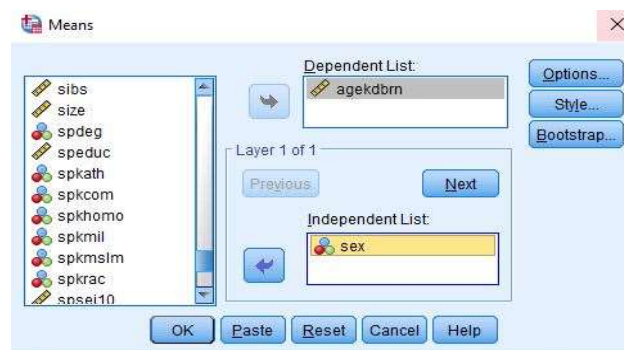 Means
sibs
size
spdeg
speduc
spkath
spkcom
spkhomo
spkmil
spkmslm
spkrac
spsei10
Dependent List:
agekdbrn
Layer 1 of 1
Previous
Next
Independent List:
sex
Options...
Style...
Bootstrap...
OK
Paste
Reset
Cancel
Help